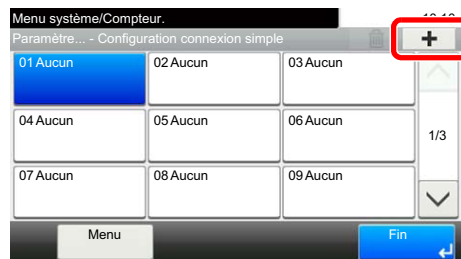 Menu système/Compteur.
Paramètre... - Configuration connexion simple
+
01 Aucun
02 Aucun
03 Aucun
04 Aucun
05 Aucun
06 Aucun
1/3
07 Aucun
08 Aucun
09 Aucun
Menu
Fin